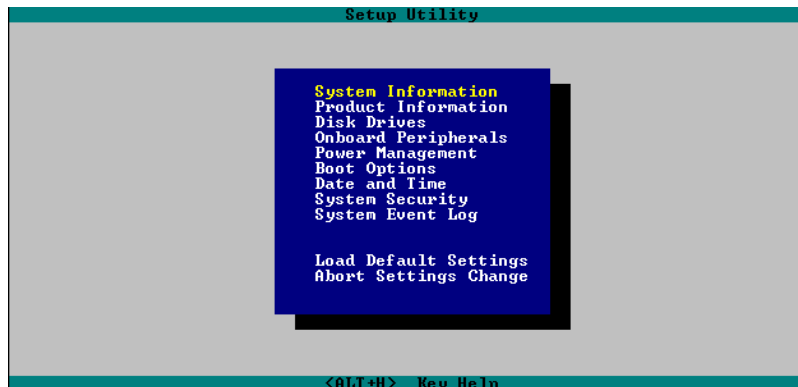 Setup Utility
System Information
Product Information
Disk Drives
Onboard Peripherals
Power Management
Boot Options
Date and Time
System Security
System Event Log
Load Default Settings
Abort Settings Change
<ALT+H> Key Help